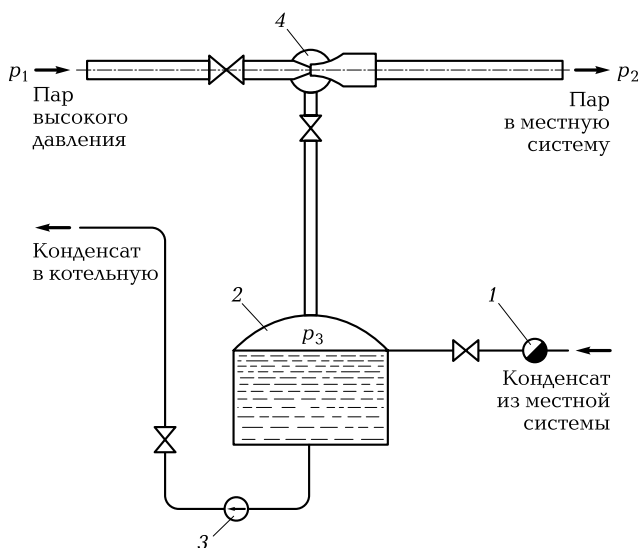 4
p1
p2
Пар
высокого
давления
Пар
в местную
систему
Конденсат
в котельную
2
1
p3
Конденсат
из местной
системы
3